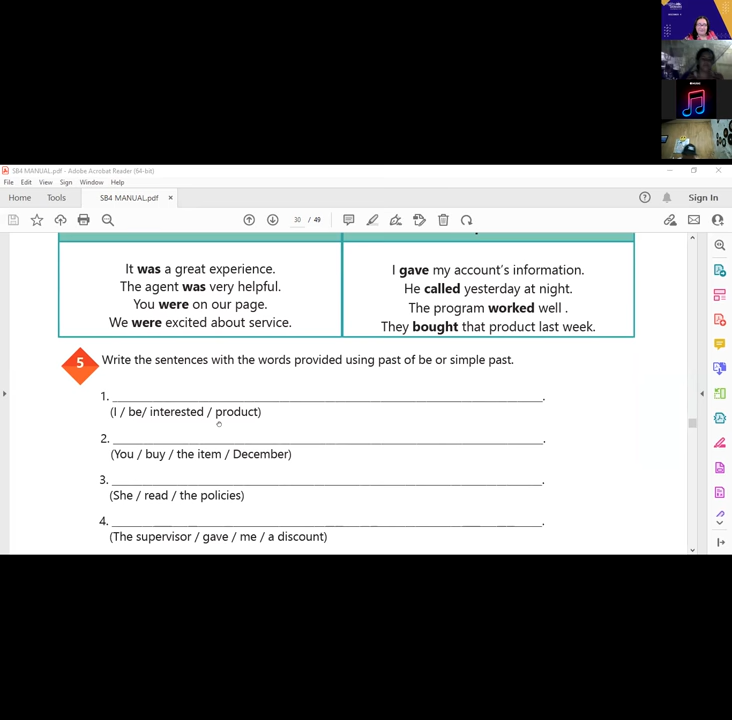 SB4 MANUAL.pdf - Adobe Acrobat Reader (64-bit)
File Edit View Sign Window Help
Home Tools SB4 MANUAL.pdf × Sign In
30 / 49
It was a great experience.
The agent was very helpful.
You were on our page.
We were excited about service.
I gave my account's information.
He called yesterday at night.
The program worked well .
They bought that product last week.
5 Write the sentences with the words provided using past of be or simple past.
1. ______________________________.
(I / be/ interested / product)
2. ______________________________.
(You / buy / the item / December)
3. ______________________________.
(She / read / the policies)
4. ______________________________.
(The supervisor / gave / me / a discount)